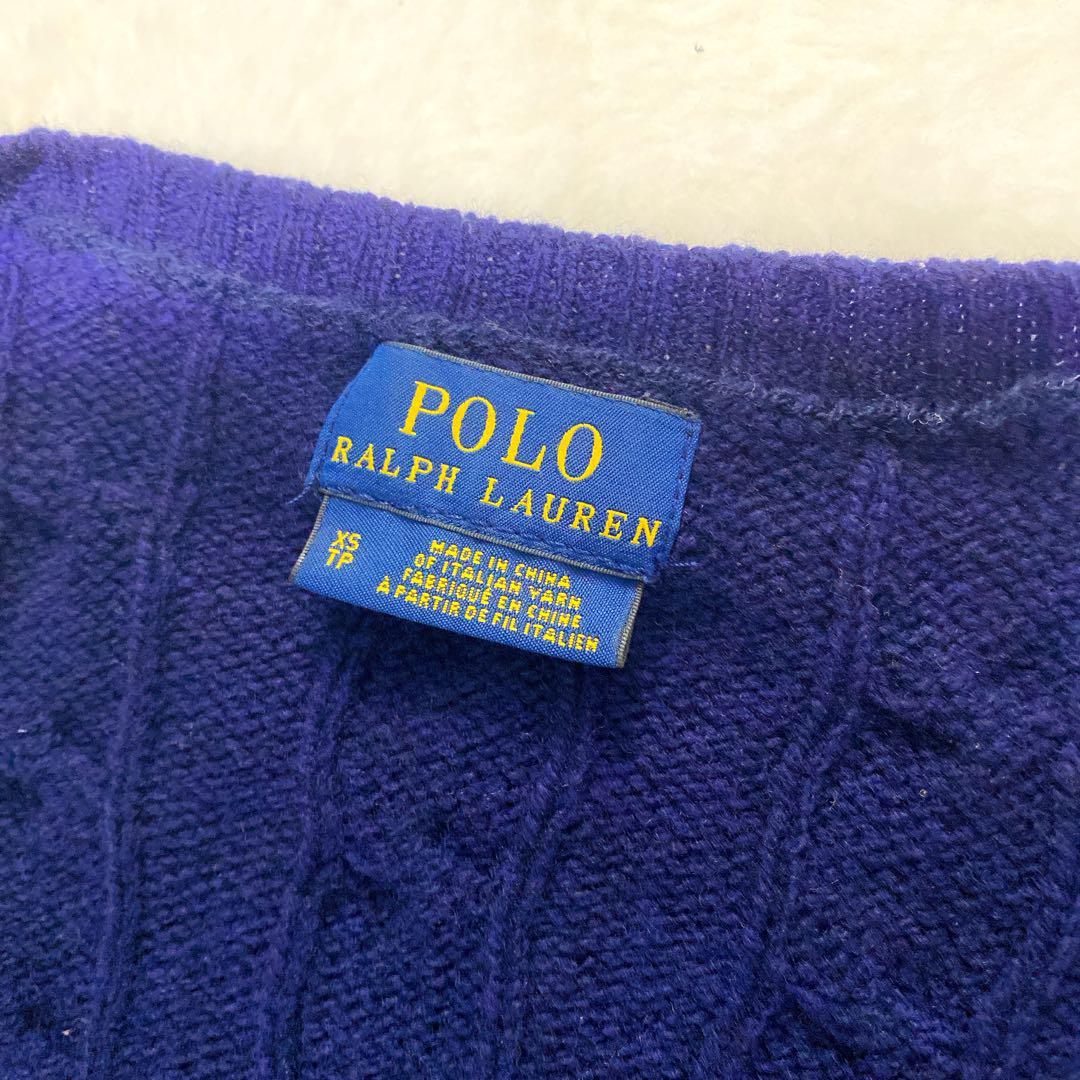 POLO
RALPH LAUREN
XS
TP
MADE IN CHINA
OF ITALIAN YARN
FABRIQUÉ EN CHINE
A PARTIR DE FIL ITALIEN